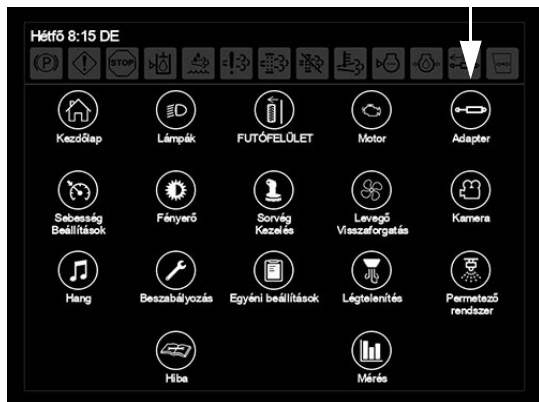 Hétfő 8:15 DE
(P) STOP
Kezdőlap Lámpák FUTÓFELÜLET Motor Adapter
Sebesség Beállítások Fényerő Sorvég Kezelés Levegő Visszaforgatás Kamera
Hang Beszabályozás Egyéni beállítások Légtelenítés Permetező rendszer
Hiba Mérés